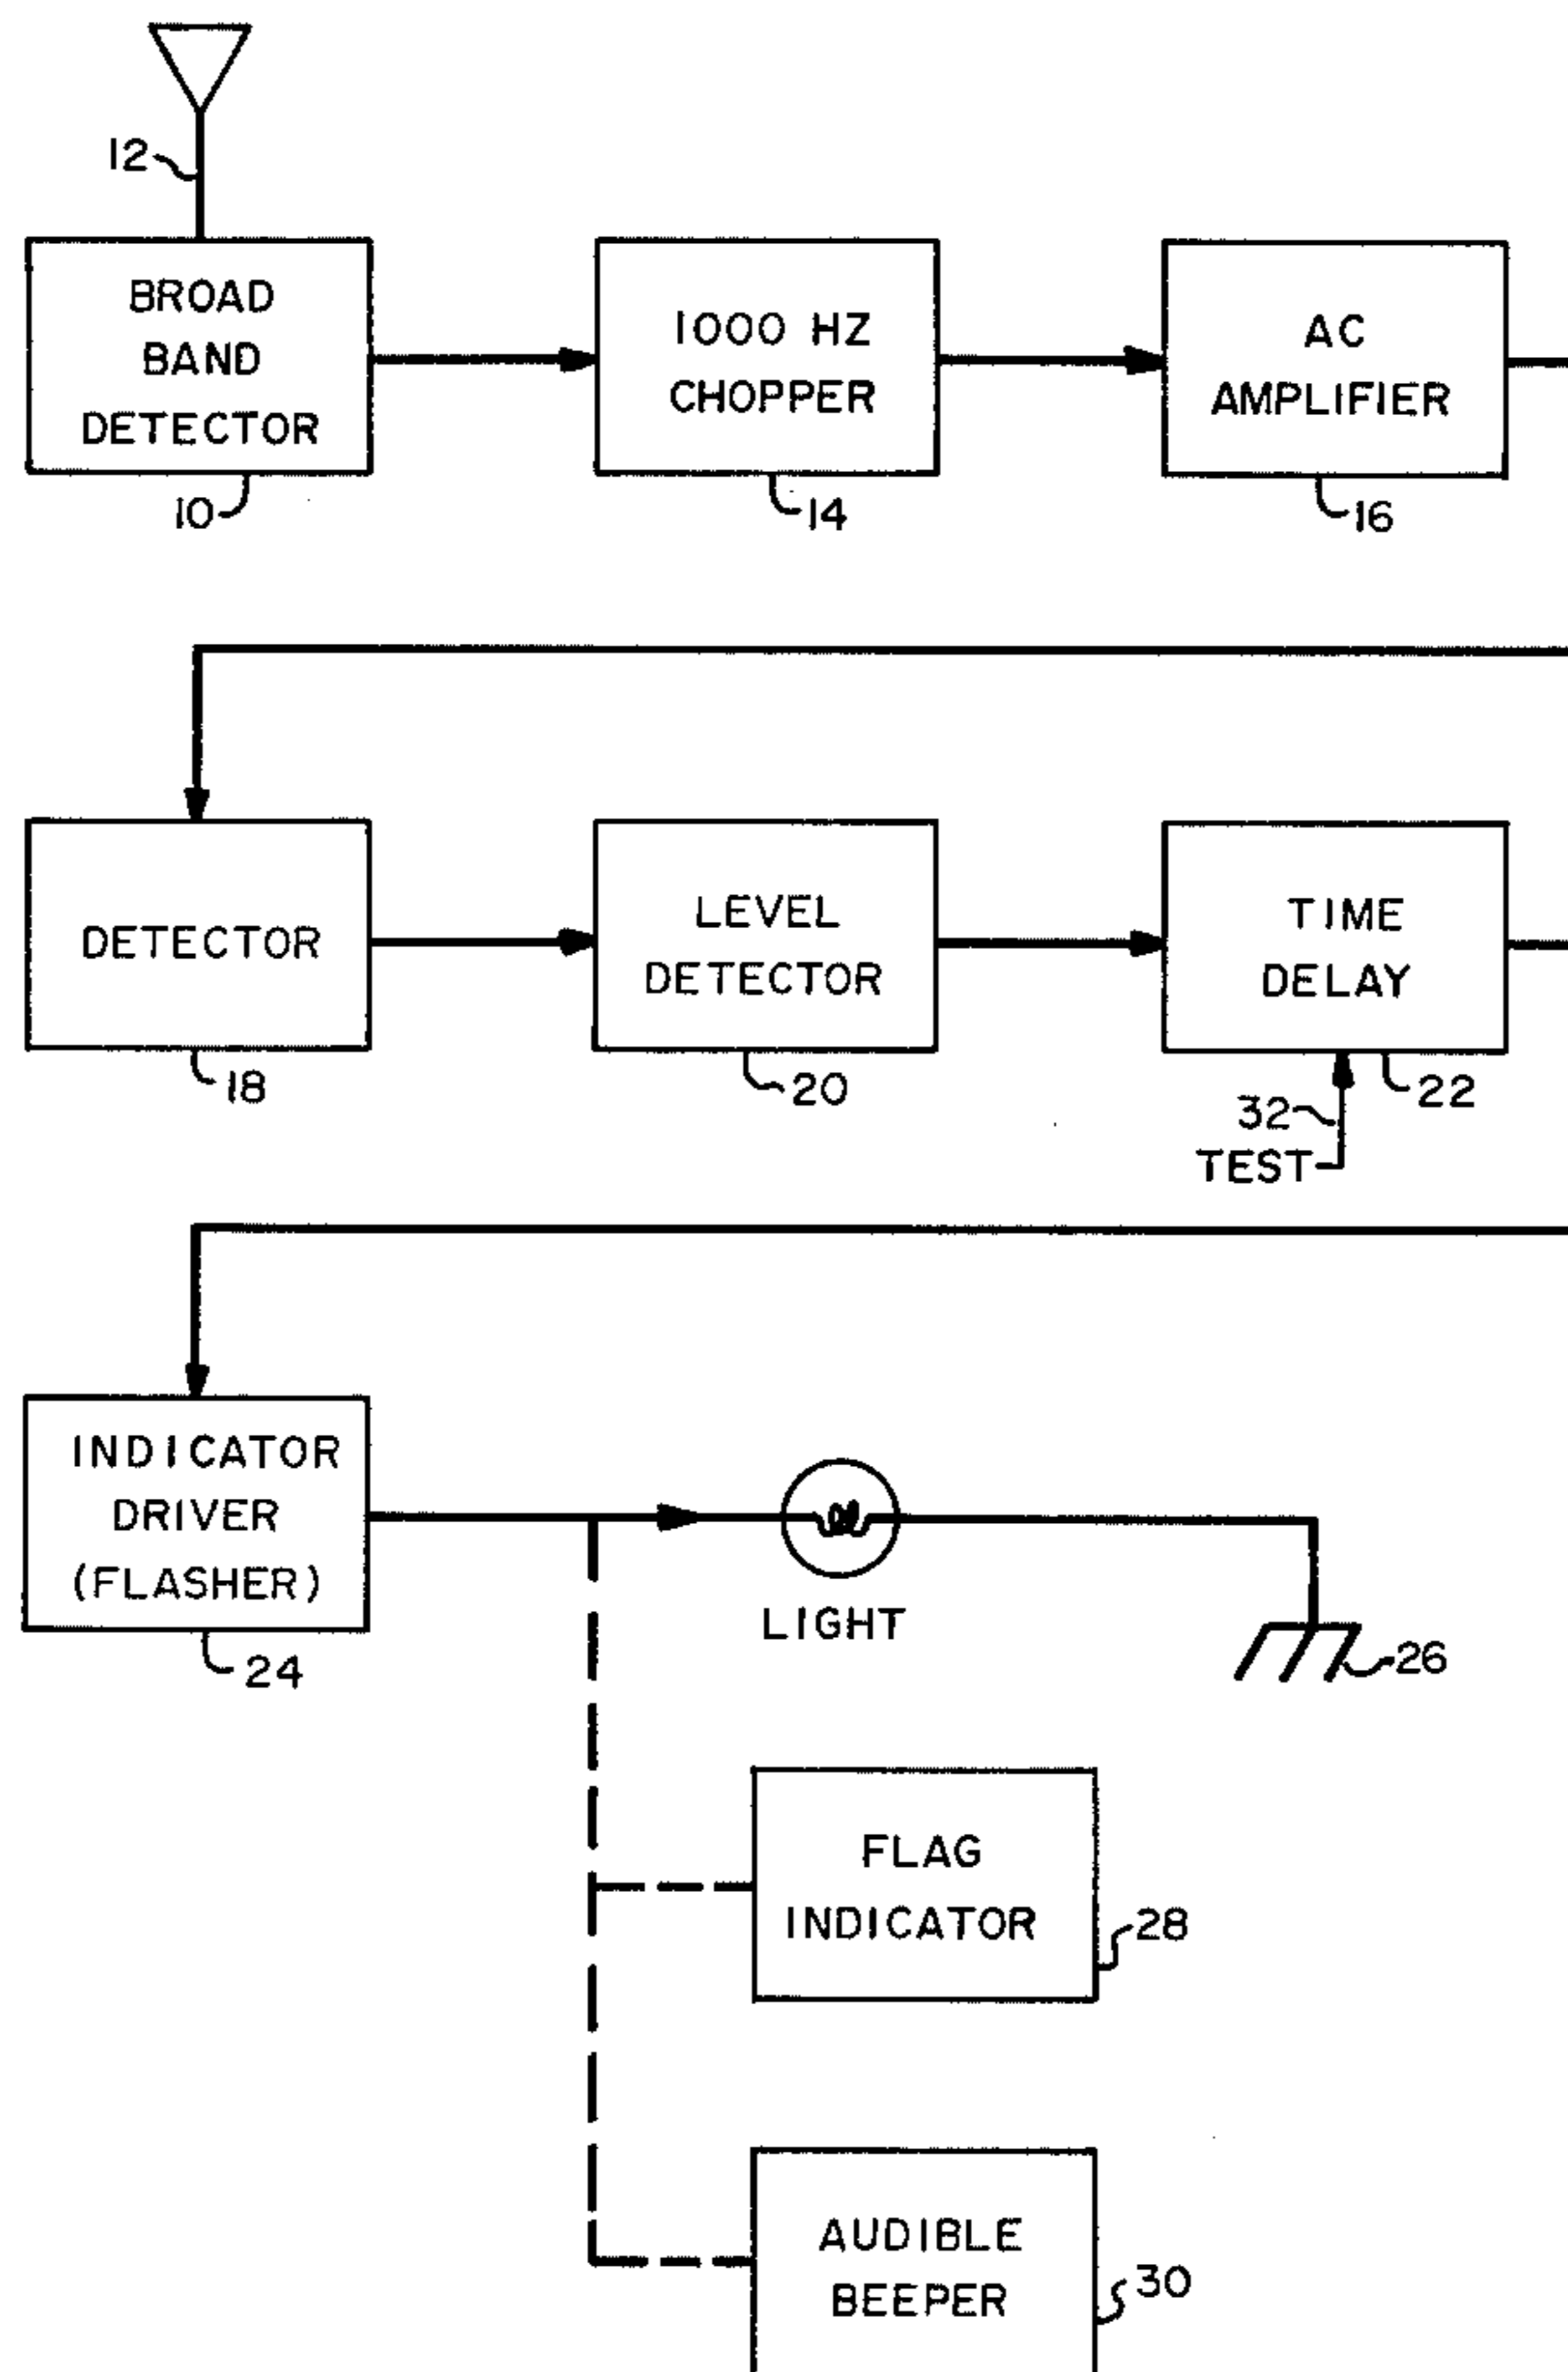 12
BROAD
BAND
DETECTOR
10
1000 HZ
CHOPPER
14
AC
AMPLIFIER
16
DETECTOR
18
LEVEL
DETECTOR
20
TIME
DELAY
22
32
TEST
INDICATOR
DRIVER
(FLASHER)
24
LIGHT
26
FLAG
INDICATOR
28
AUDIBLE
BEEPER
30